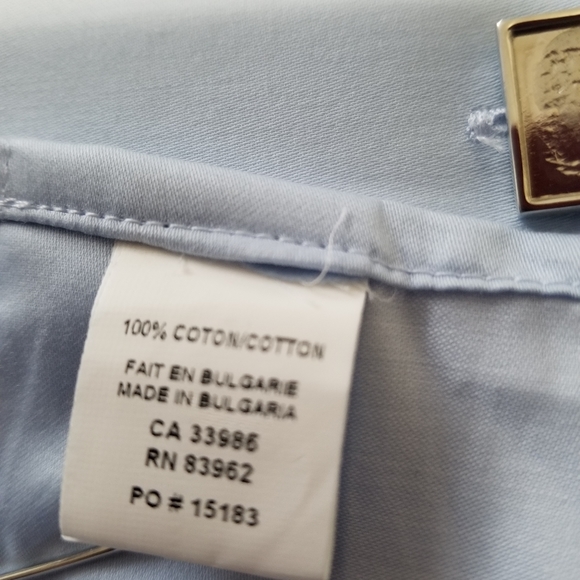 100% COTON/COTTON
FAIT EN BULGARIE
MADE IN BULGARIA
CA 33986
RN 83962
PO # 15183